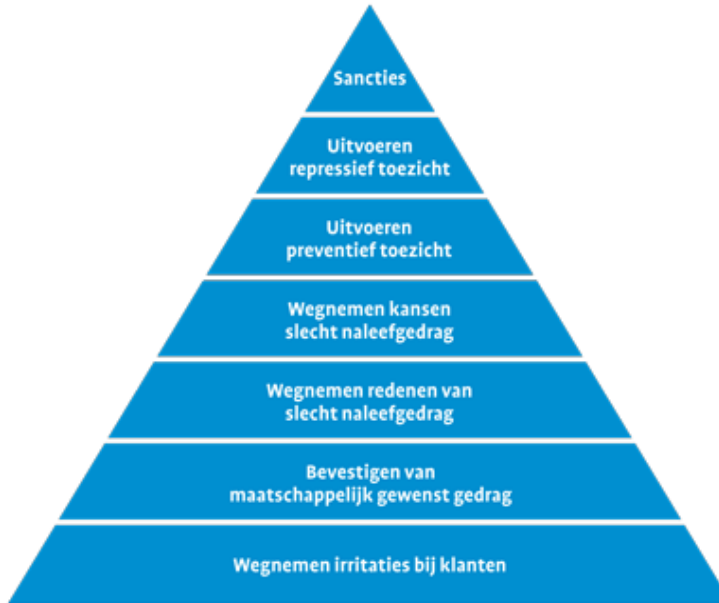 Sancties
Uitvoeren
repressief toezicht
Uitvoeren
preventief toezicht
Wegnemen kansen
slecht naleefgedrag
Wegnemen redenen van
slecht naleefgedrag
Bevestigen van
maatschappelijk gewenst gedrag
Wegnemen irritaties bij klanten